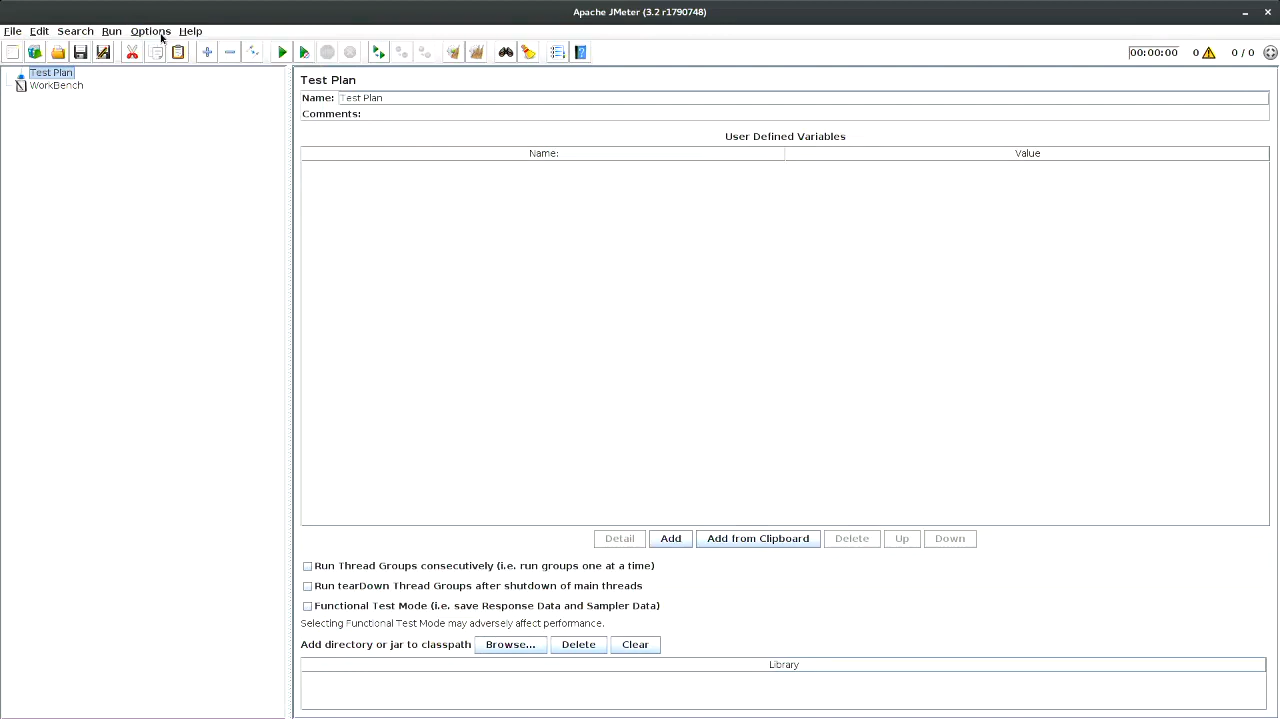 Apache JMeter (3.2 r1790748)
File Edit Search Run Options Help
00:00:00 0 0 / 0
Test Plan
WorkBench
Test Plan
Name: Test Plan
Comments:
User Defined Variables
Name: Value
Detail Add Add from Clipboard Delete Up Down
Run Thread Groups consecutively (i.e. run groups one at a time)
Run tearDown Thread Groups after shutdown of main threads
Functional Test Mode (i.e. save Response Data and Sampler Data)
Selecting Functional Test Mode may adversely affect performance.
Add directory or jar to classpath Browse... Delete Clear
Library